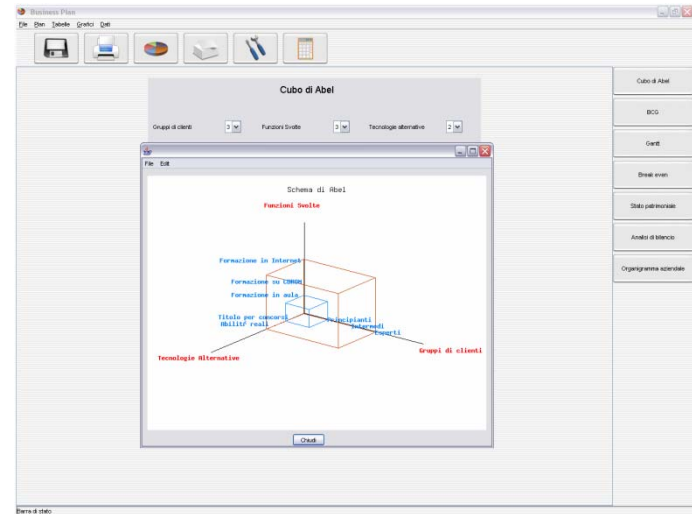 Business Plan
File Plan Tabelle Grafici Dati
Cubo di Abel
Gruppi di clienti 3 Funzioni Svolte 3 Tecnologie alternative 2
File Edit
Schema di Abel
Funzioni Svolte
Formazione in Internet
Formazione su CDROM
Formazione in aula
Titolo per concorsi
Principianti
AbilitF reali
Intermedi
Esperti
Tecnologie Alternative
Gruppi di clienti
Chiudi
Cubo di Abel
BCG
Gantt
Break even
Stato patrimoniale
Analisi di bilancio
Organigramma aziendale
Barra di stato